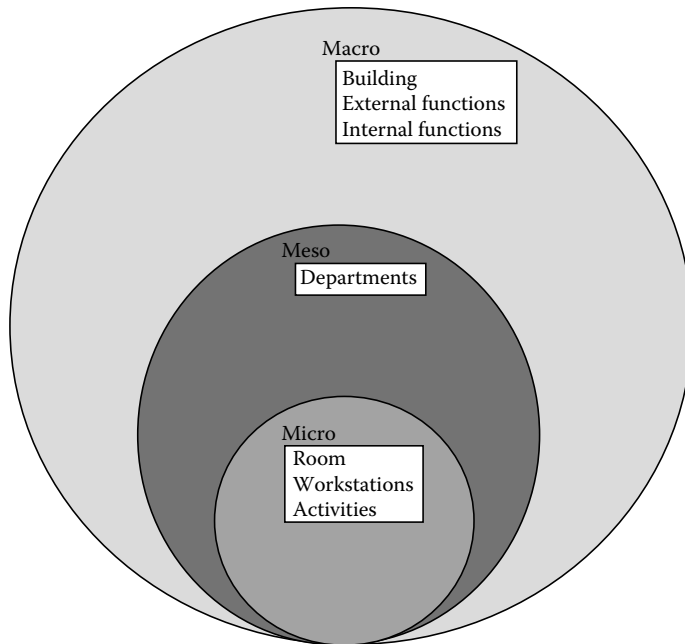 Macro
Building
External functions
Internal functions
Meso
Departments
Micro
Room
Workstations
Activities